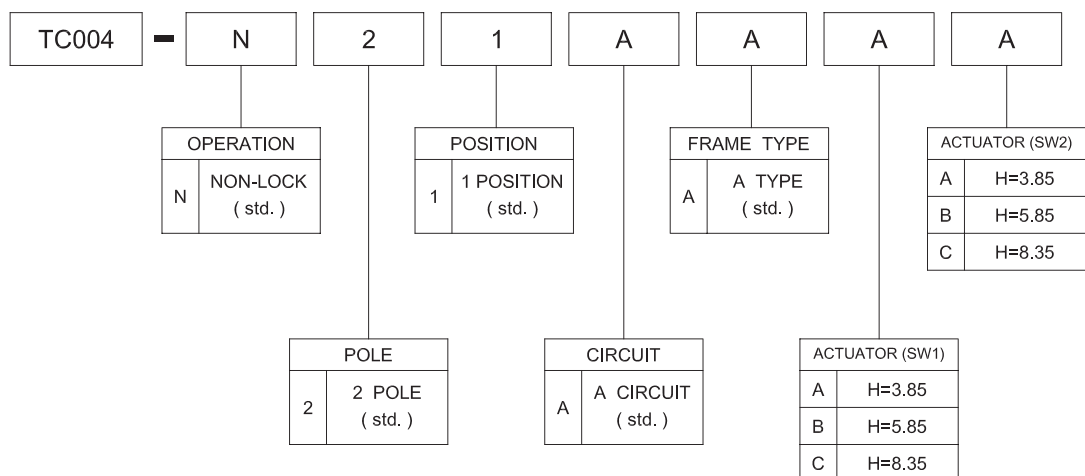 TC004 - N 2 1 A A A A
OPERATION
N NON-LOCK
( std. )
POSITION
1 1 POSITION
( std. )
FRAME TYPE
A A TYPE
( std. )
ACTUATOR (SW2)
A H=3.85
B H=5.85
C H=8.35
POLE
2 2 POLE
( std. )
CIRCUIT
A A CIRCUIT
( std. )
ACTUATOR (SW1)
A H=3.85
B H=5.85
C H=8.35